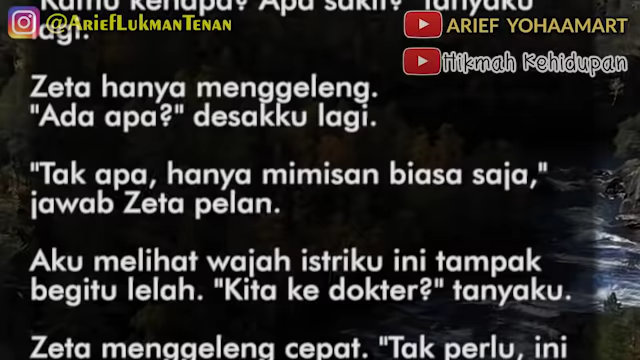 "Kamu kenapa? Apa sakit?" Tanyaku
lagi.
@AriefLukmanTenan
ARIEF YOHAAMART
Hikmah Kehidupan
Zeta hanya menggeleng.
"Ada apa?" desakku lagi.
"Tak apa, hanya mimisan biasa saja,"
jawab Zeta pelan.
Aku melihat wajah istriku ini tampak
begitu lelah. "Kita ke dokter?" tanyaku.
Zeta menggeleng cepat. "Tak perlu, ini